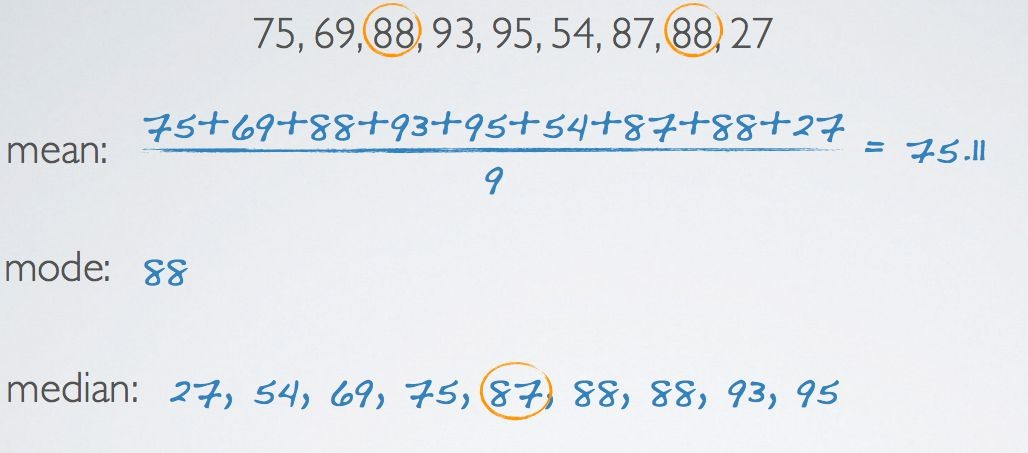 75, 69, 88, 93, 95, 54, 87, 88, 27
75+69+88+93+95+54+87+88+27
mean: = 75.11
9
mode: 88
median: 27, 54, 69, 75, 87, 88, 88, 93, 95